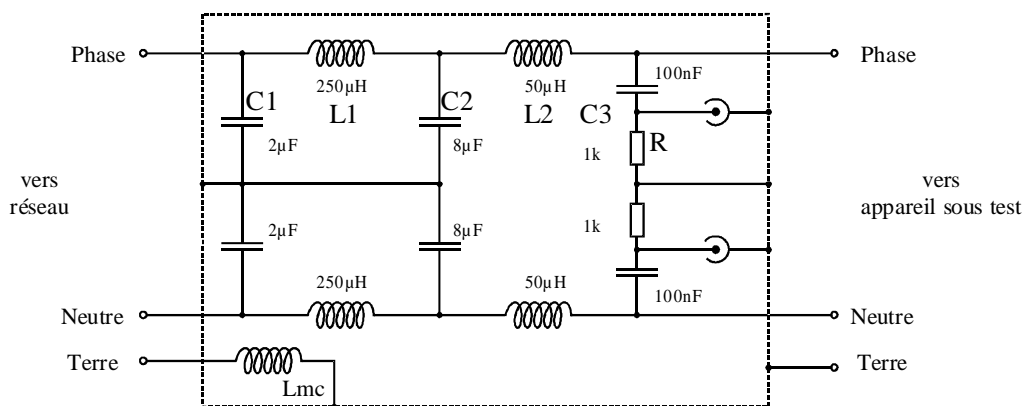 Phase
Phase
250µH
50µH
100nF
C1
L1
C2
L2
C3
R
2µF
8µF
1k
vers
réseau
vers
appareil sous test
2µF
8µF
1k
250µH
50µH
100nF
Neutre
Neutre
Terre
Lmc
Terre